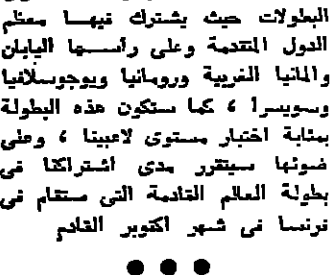 البطولات حيث يشترك فيها معظم
الدول المتقدمة وعلى رأسها اليابان
والمانيا الغربية ورومانيا ويوجوسلافيا
وسويسرا ، كما ستكون هذه البطولة
بمثابة اختبار مستوى لاعبينا ، وعلى
ضوئها سيتقرر مدى اشتراكنا فى
بطولة العالم القادمة التى ستقام فى
فرنسا فى شهر اكتوبر القادم
● ● ●